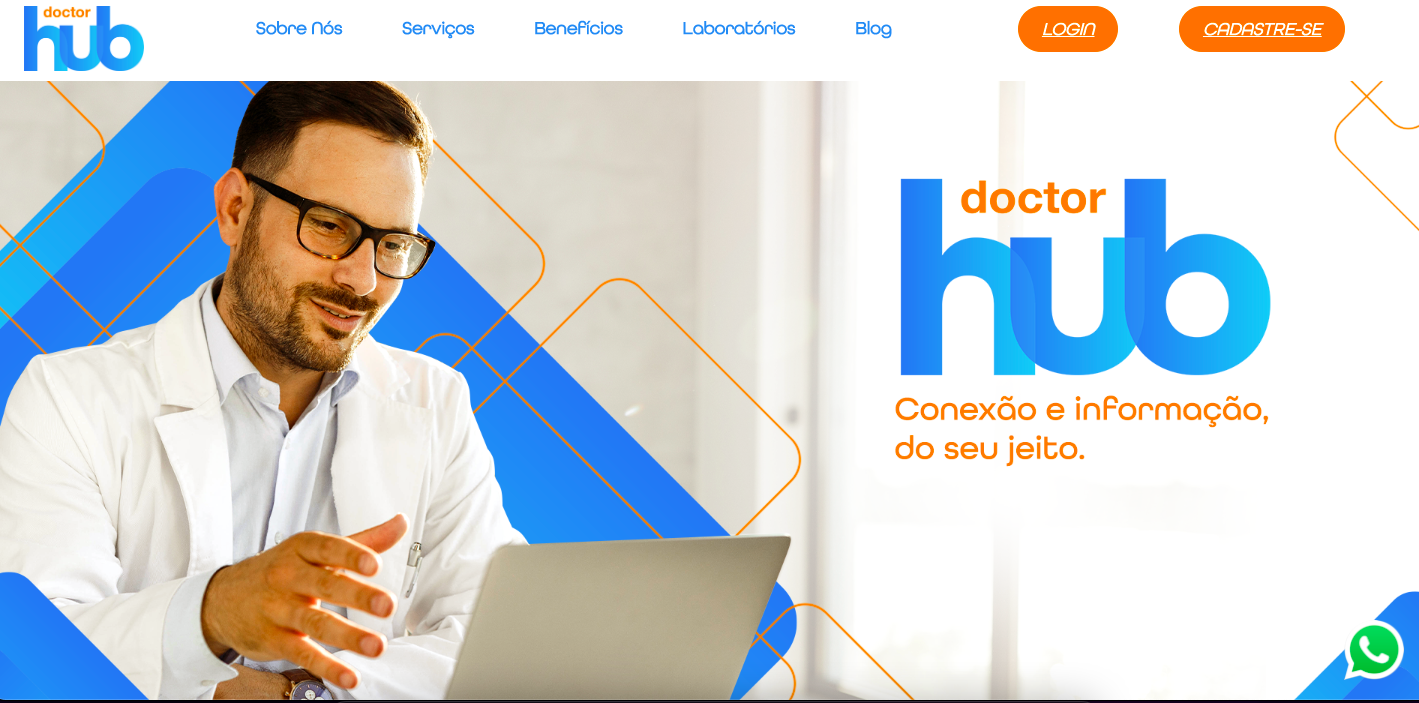 doctor
hub
Sobre Nós
Serviços
Benefícios
Laboratórios
Blog
LOGIN
CADASTRE-SE
doctor
hub
Conexão e informação,
do seu jeito.